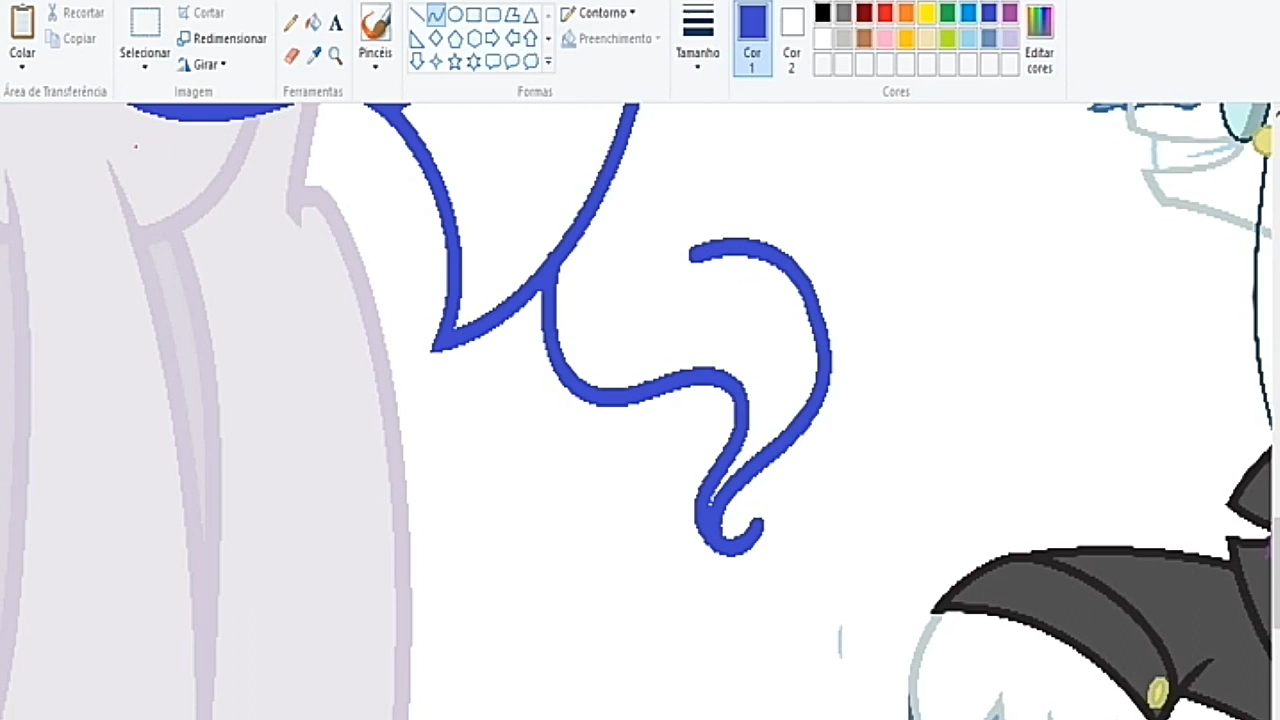 Colar
Recortar
Copiar
Área de Transferência
Selecionar
Cortar
Redimensionar
Girar
Imagem
A
Ferramentas
Pincéis
Contorno
Preenchimento
Formas
Tamanho
Cor
1
Cor
2
Editar
cores
Cores